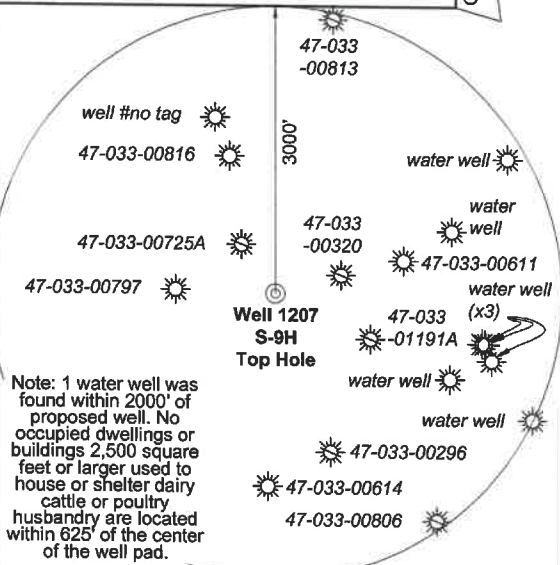 47-033
-00813
well #no tag
47-033-00816
3000'
water well
water
well
47-033-00725A
47-033
-00320
47-033-00611
47-033-00797
water well
(x3)
Well 1207
S-9H
Top Hole
47-033
-01191A
water well
water well
Note: 1 water well was
found within 2000' of
proposed well. No
occupied dwellings or
buildings 2,500 square
feet or larger used to
house or shelter dairy
cattle or poultry
husbandry are located
within 625' of the center
of the well pad.
47-033-00296
47-033-00614
47-033-00806